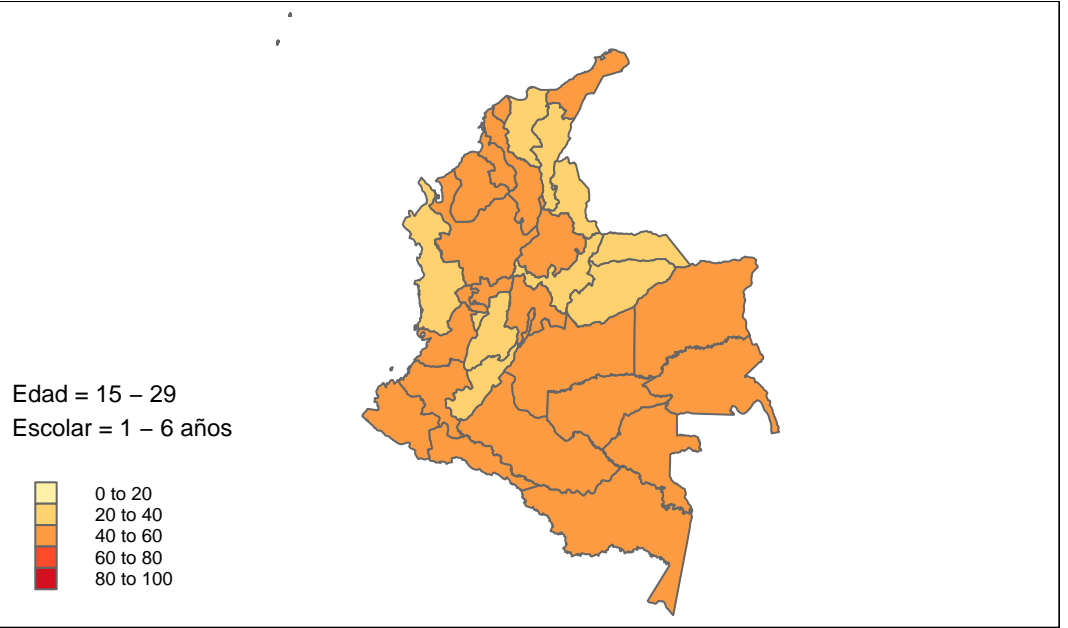 Edad = 15 – 29
Escolar = 1 – 6 años
0 to 20
20 to 40
40 to 60
60 to 80
80 to 100